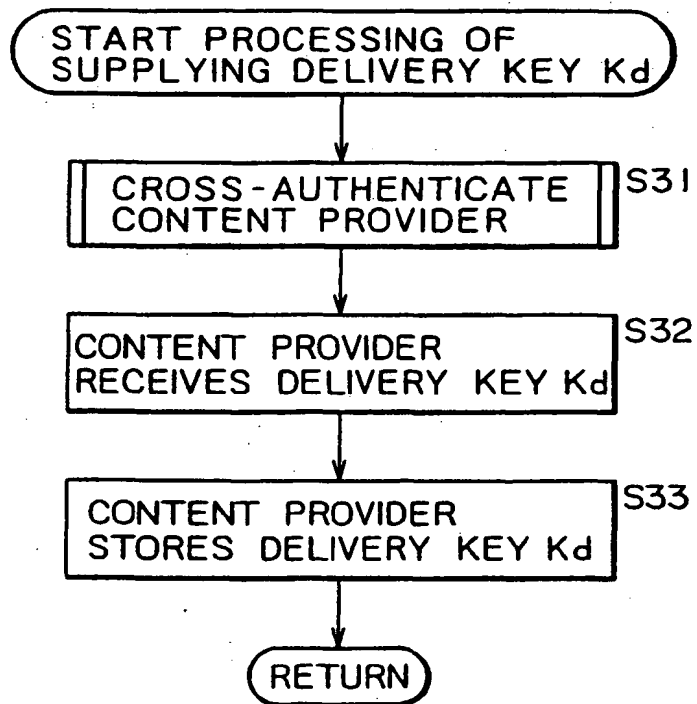 START PROCESSING OF
SUPPLYING DELIVERY KEY Kd
CROSS-AUTHENTICATE
CONTENT PROVIDER
S31
CONTENT PROVIDER
RECEIVES DELIVERY KEY Kd
S32
CONTENT PROVIDER
STORES DELIVERY KEY Kd
S33
RETURN